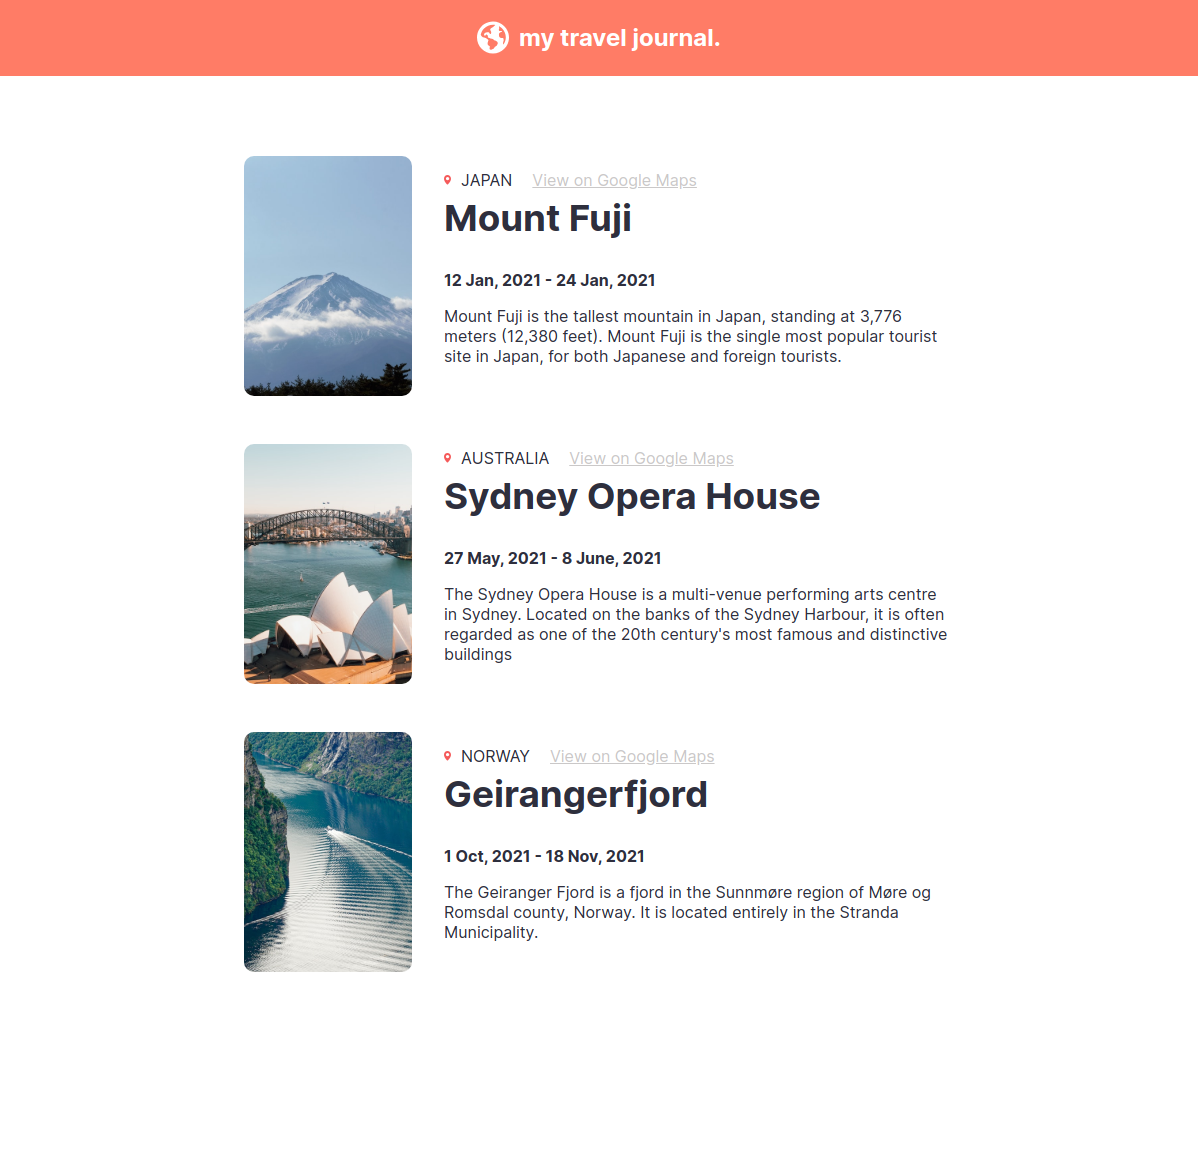 my travel journal.
JAPAN View on Google Maps
Mount Fuji
12 Jan, 2021 - 24 Jan, 2021
Mount Fuji is the tallest mountain in Japan, standing at 3,776
meters (12,380 feet). Mount Fuji is the single most popular tourist
site in Japan, for both Japanese and foreign tourists.
AUSTRALIA View on Google Maps
Sydney Opera House
27 May, 2021 - 8 June, 2021
The Sydney Opera House is a multi-venue performing arts centre
in Sydney. Located on the banks of the Sydney Harbour, it is often
regarded as one of the 20th century's most famous and distinctive
buildings
NORWAY View on Google Maps
Geirangerfjord
1 Oct, 2021 - 18 Nov, 2021
The Geiranger Fjord is a fjord in the Sunnmøre region of Møre og
Romsdal county, Norway. It is located entirely in the Stranda
Municipality.